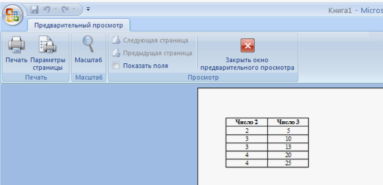 Книга1 - Micros
Предварительный просмотр
Печать
Параметры страницы
Масштаб
Следующая страница
Предыдущая страница
Показать поля
Закрыть окно
предварительного просмотра
Печать
Масштаб
Просмотр
Число 2 Число 3
2 5
3 10
3 13
4 20
4 25